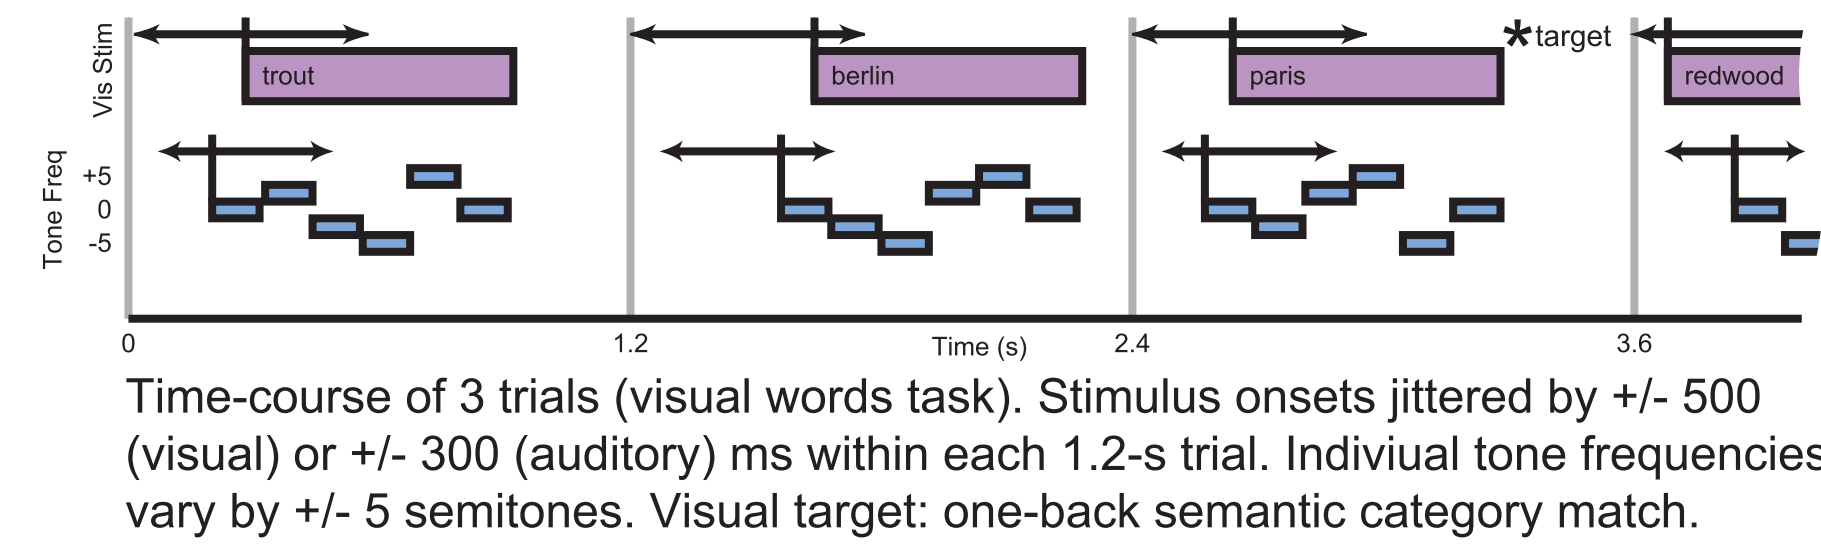 Vis Stim
trout
berlin
paris
*target
redwood
Tone Freq
+5
0
-5
0
1.2
Time (s)
2.4
3.6
Time-course of 3 trials (visual words task). Stimulus onsets jittered by +/- 500
(visual) or +/- 300 (auditory) ms within each 1.2-s trial. Indiviual tone frequencies
vary by +/- 5 semitones. Visual target: one-back semantic category match.